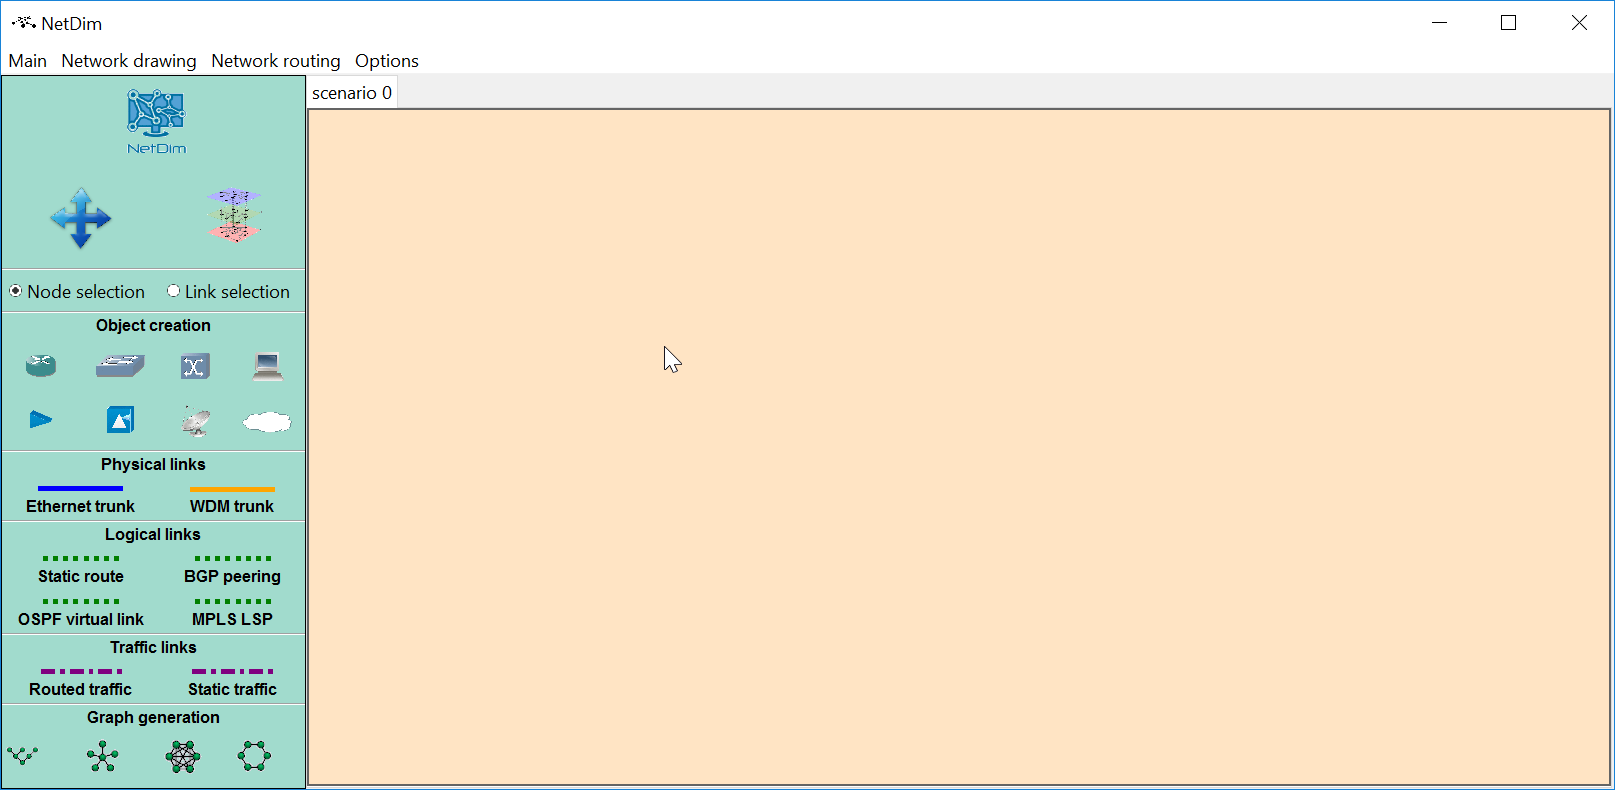 NetDim
Main Network drawing Network routing Options
scenario 0
NetDim
Node selection Link selection
Object creation
Physical links
Ethernet trunk WDM trunk
Logical links
Static route BGP peering
OSPF virtual link MPLS LSP
Traffic links
Routed traffic Static traffic
Graph generation